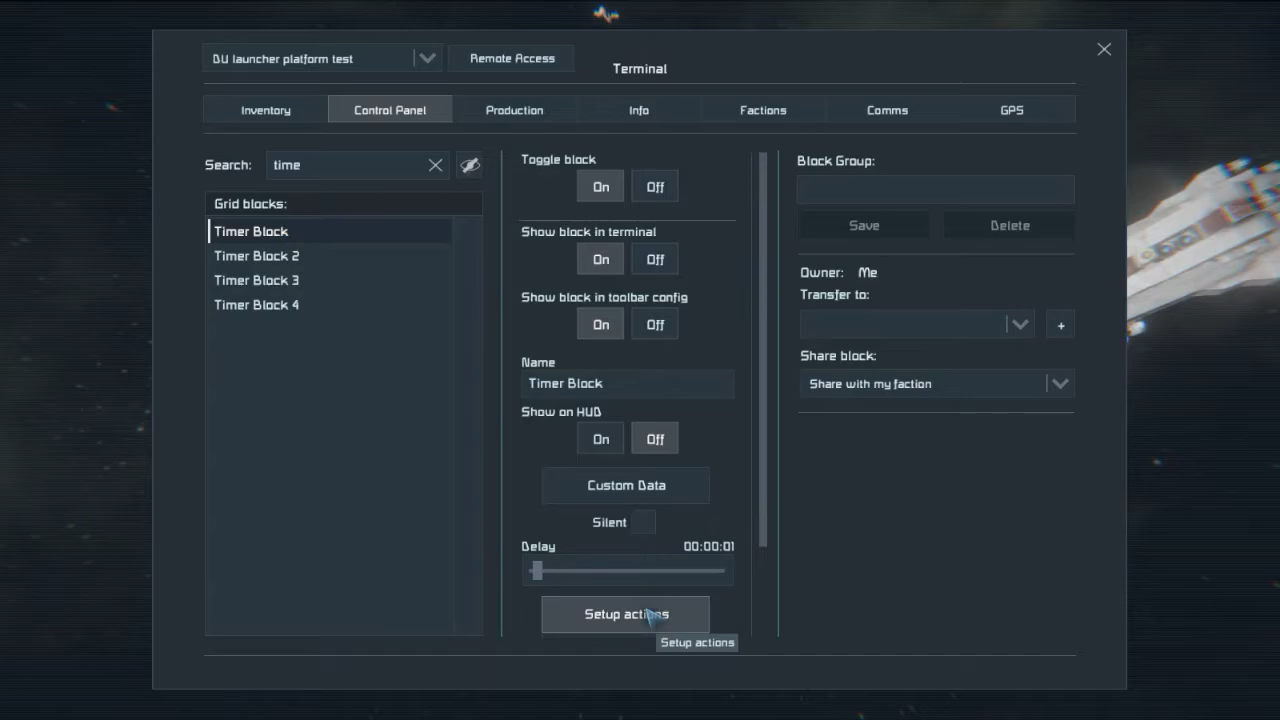 DU launcher platform test
Remote Access
Terminal
Inventory
Control Panel
Production
Info
Factions
Comms
GPS
Search:
time
Grid blocks:
Timer Block
Timer Block 2
Timer Block 3
Timer Block 4
Toggle block
On
Off
Show block in terminal
On
Off
Show block in toolbar config
On
Off
Name
Timer Block
Show on HUD
On
Off
Custom Data
Silent
Delay
00:00:01
Setup actions
Setup actions
Block Group:
Save
Delete
Owner: Me
Transfer to:
+
Share block:
Share with my faction